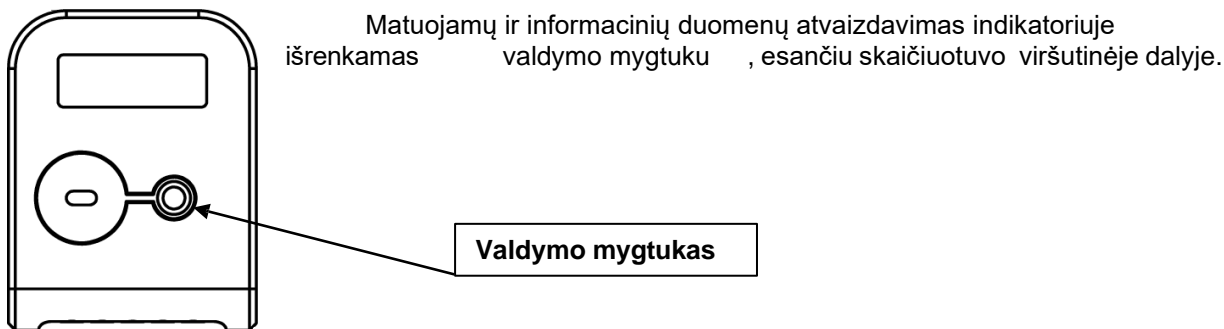 Matuojamų ir informacinių duomenų atvaizdavimas indikatoriuje
išrenkamas valdymo mygtuku , esančiu skaičiuotuvo viršutinėje dalyje.
Valdymo mygtukas